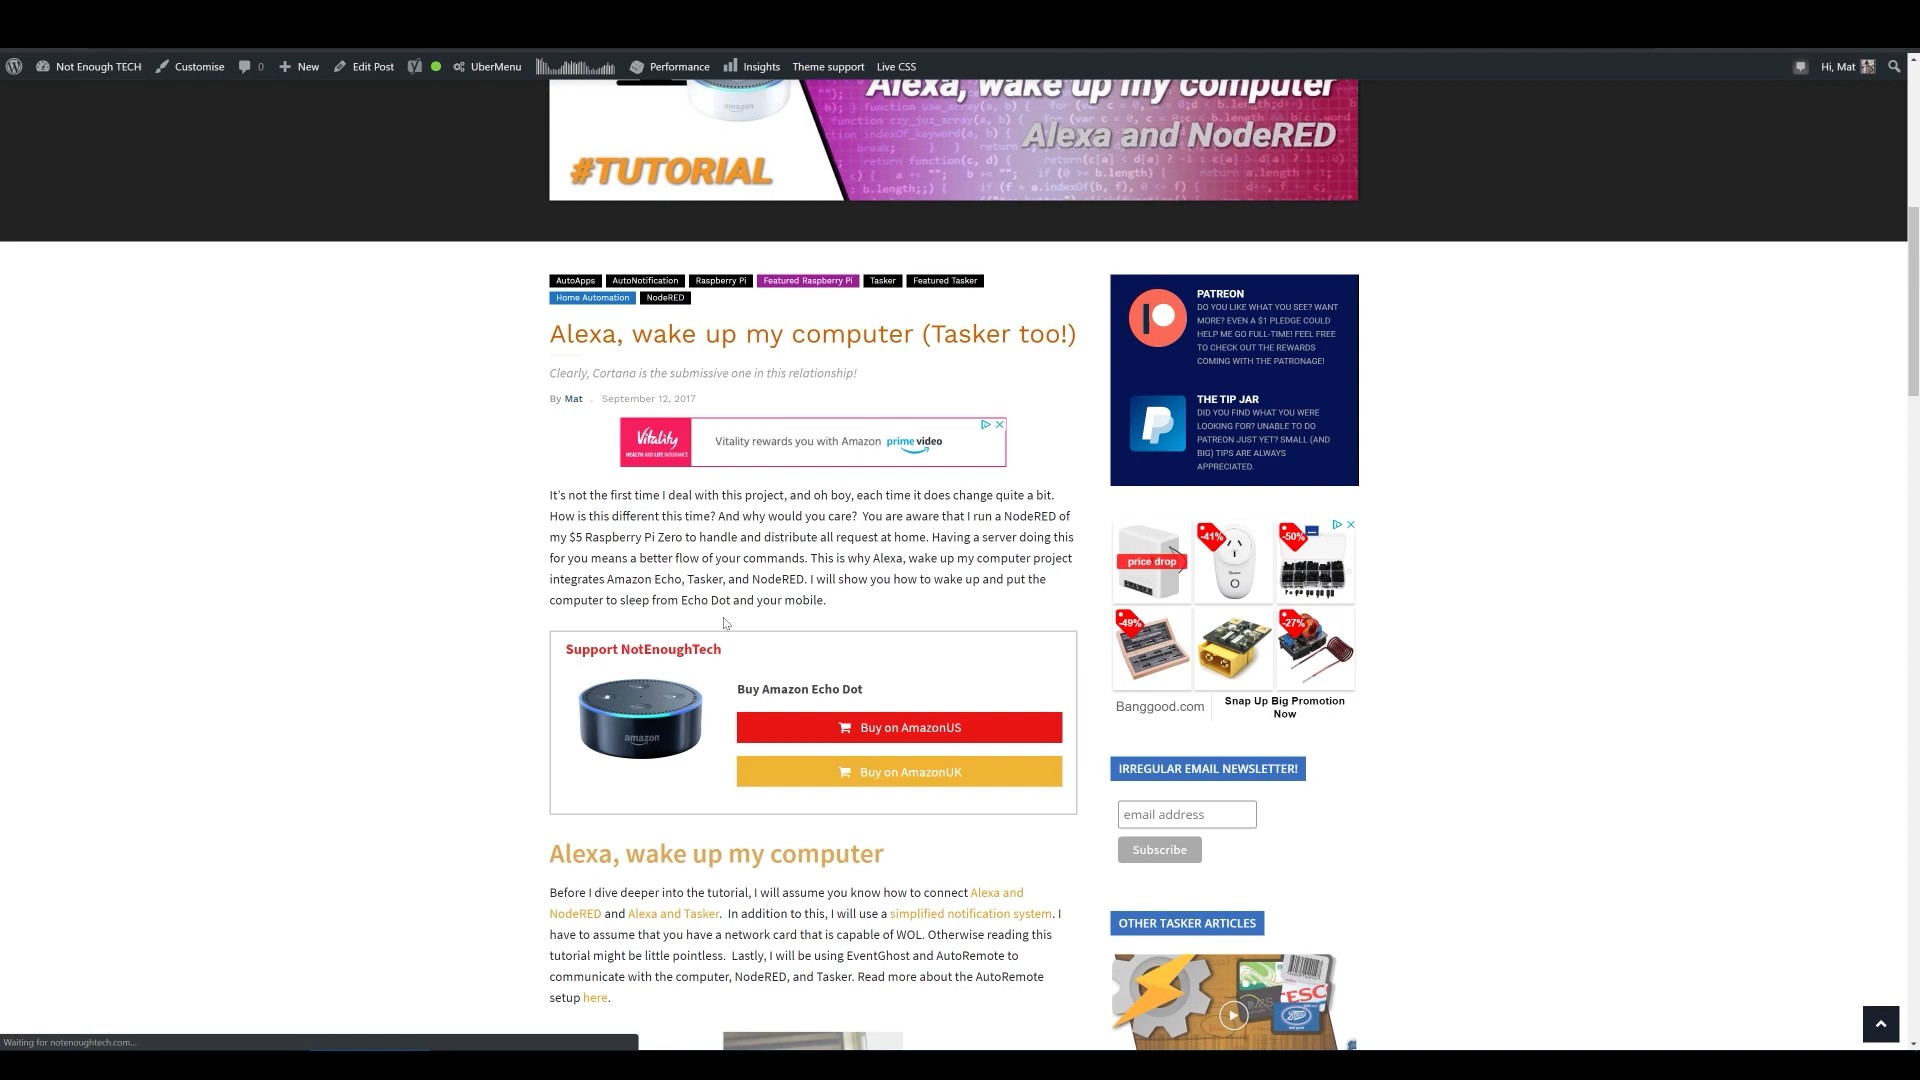 Not Enough TECH
Customise
0
New
Edit Post
UberMenu
Performance
Insights
Theme support
Live CSS
Hi, Mat
amazon
Alexa, wake up my computer
Alexa and NodeRED
#TUTORIAL
AutoApps
AutoNotification
Raspberry Pi
Featured Raspberry Pi
Tasker
Featured Tasker
Home Automation
NodeRED
Alexa, wake up my computer (Tasker too!)
Clearly, Cortana is the submissive one in this relationship!
By Mat . September 12, 2017
Vitality
HEALTH AND LIFE INSURANCE
Vitality rewards you with Amazon prime video
It's not the first time I deal with this project, and oh boy, each time it does change quite a bit.
How is this different this time? And why would you care?  You are aware that I run a NodeRED of
my $5 Raspberry Pi Zero to handle and distribute all request at home. Having a server doing this
for you means a better flow of your commands. This is why Alexa, wake up my computer project
integrates Amazon Echo, Tasker, and NodeRED. I will show you how to wake up and put the
computer to sleep from Echo Dot and your mobile.
Support NotEnoughTech
amazon
Buy Amazon Echo Dot
Buy on AmazonUS
Buy on AmazonUK
Alexa, wake up my computer
Before I dive deeper into the tutorial, I will assume you know how to connect Alexa and
NodeRED and Alexa and Tasker.  In addition to this, I will use a simplified notification system. I
have to assume that you have a network card that is capable of WOL. Otherwise reading this
tutorial might be little pointless.  Lastly, I will be using EventGhost and AutoRemote to
communicate with the computer, NodeRED, and Tasker. Read more about the AutoRemote
setup here.
PATREON
DO YOU LIKE WHAT YOU SEE? WANT
MORE? EVEN A $1 PLEDGE COULD
HELP ME GO FULL-TIME! FEEL FREE
TO CHECK OUT THE REWARDS
COMING WITH THE PATRONAGE!
THE TIP JAR
DID YOU FIND WHAT YOU WERE
LOOKING FOR? UNABLE TO DO
PATREON JUST YET? SMALL (AND
BIG) TIPS ARE ALWAYS
APPRECIATED.
price drop
-41%
-50%
-49%
-27%
Banggood.com
Snap Up Big Promotion
Now
IRREGULAR EMAIL NEWSLETTER!
email address
Subscribe
OTHER TASKER ARTICLES
M&S
TESC
Boots
Waiting for notenoughtech.com...